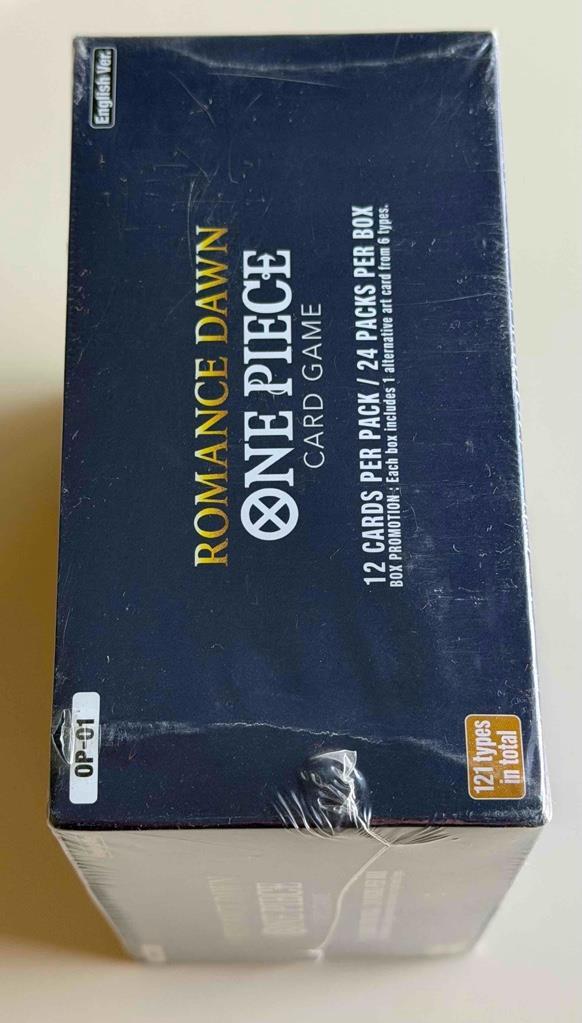 English Ver.
ROMANCE DAWN
ONE PIECE
CARD GAME
12 CARDS PER PACK / 24 PACKS PER BOX
BOX PROMOTION : Each box includes 1 alternative art card from 6 types.
OP-01
121 types
in total